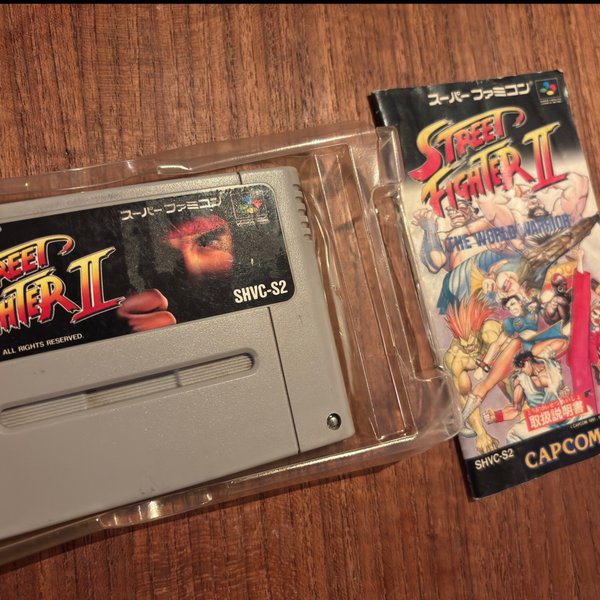 スーパーファミコン
STREET
FIGHTER II
SHVC-S2
ALL RIGHTS RESERVED.
スーパーファミコン
STREET
FIGHTER II
THE WORLD WARRIOR
取扱説明書
SHVC-S2
CAPCOM